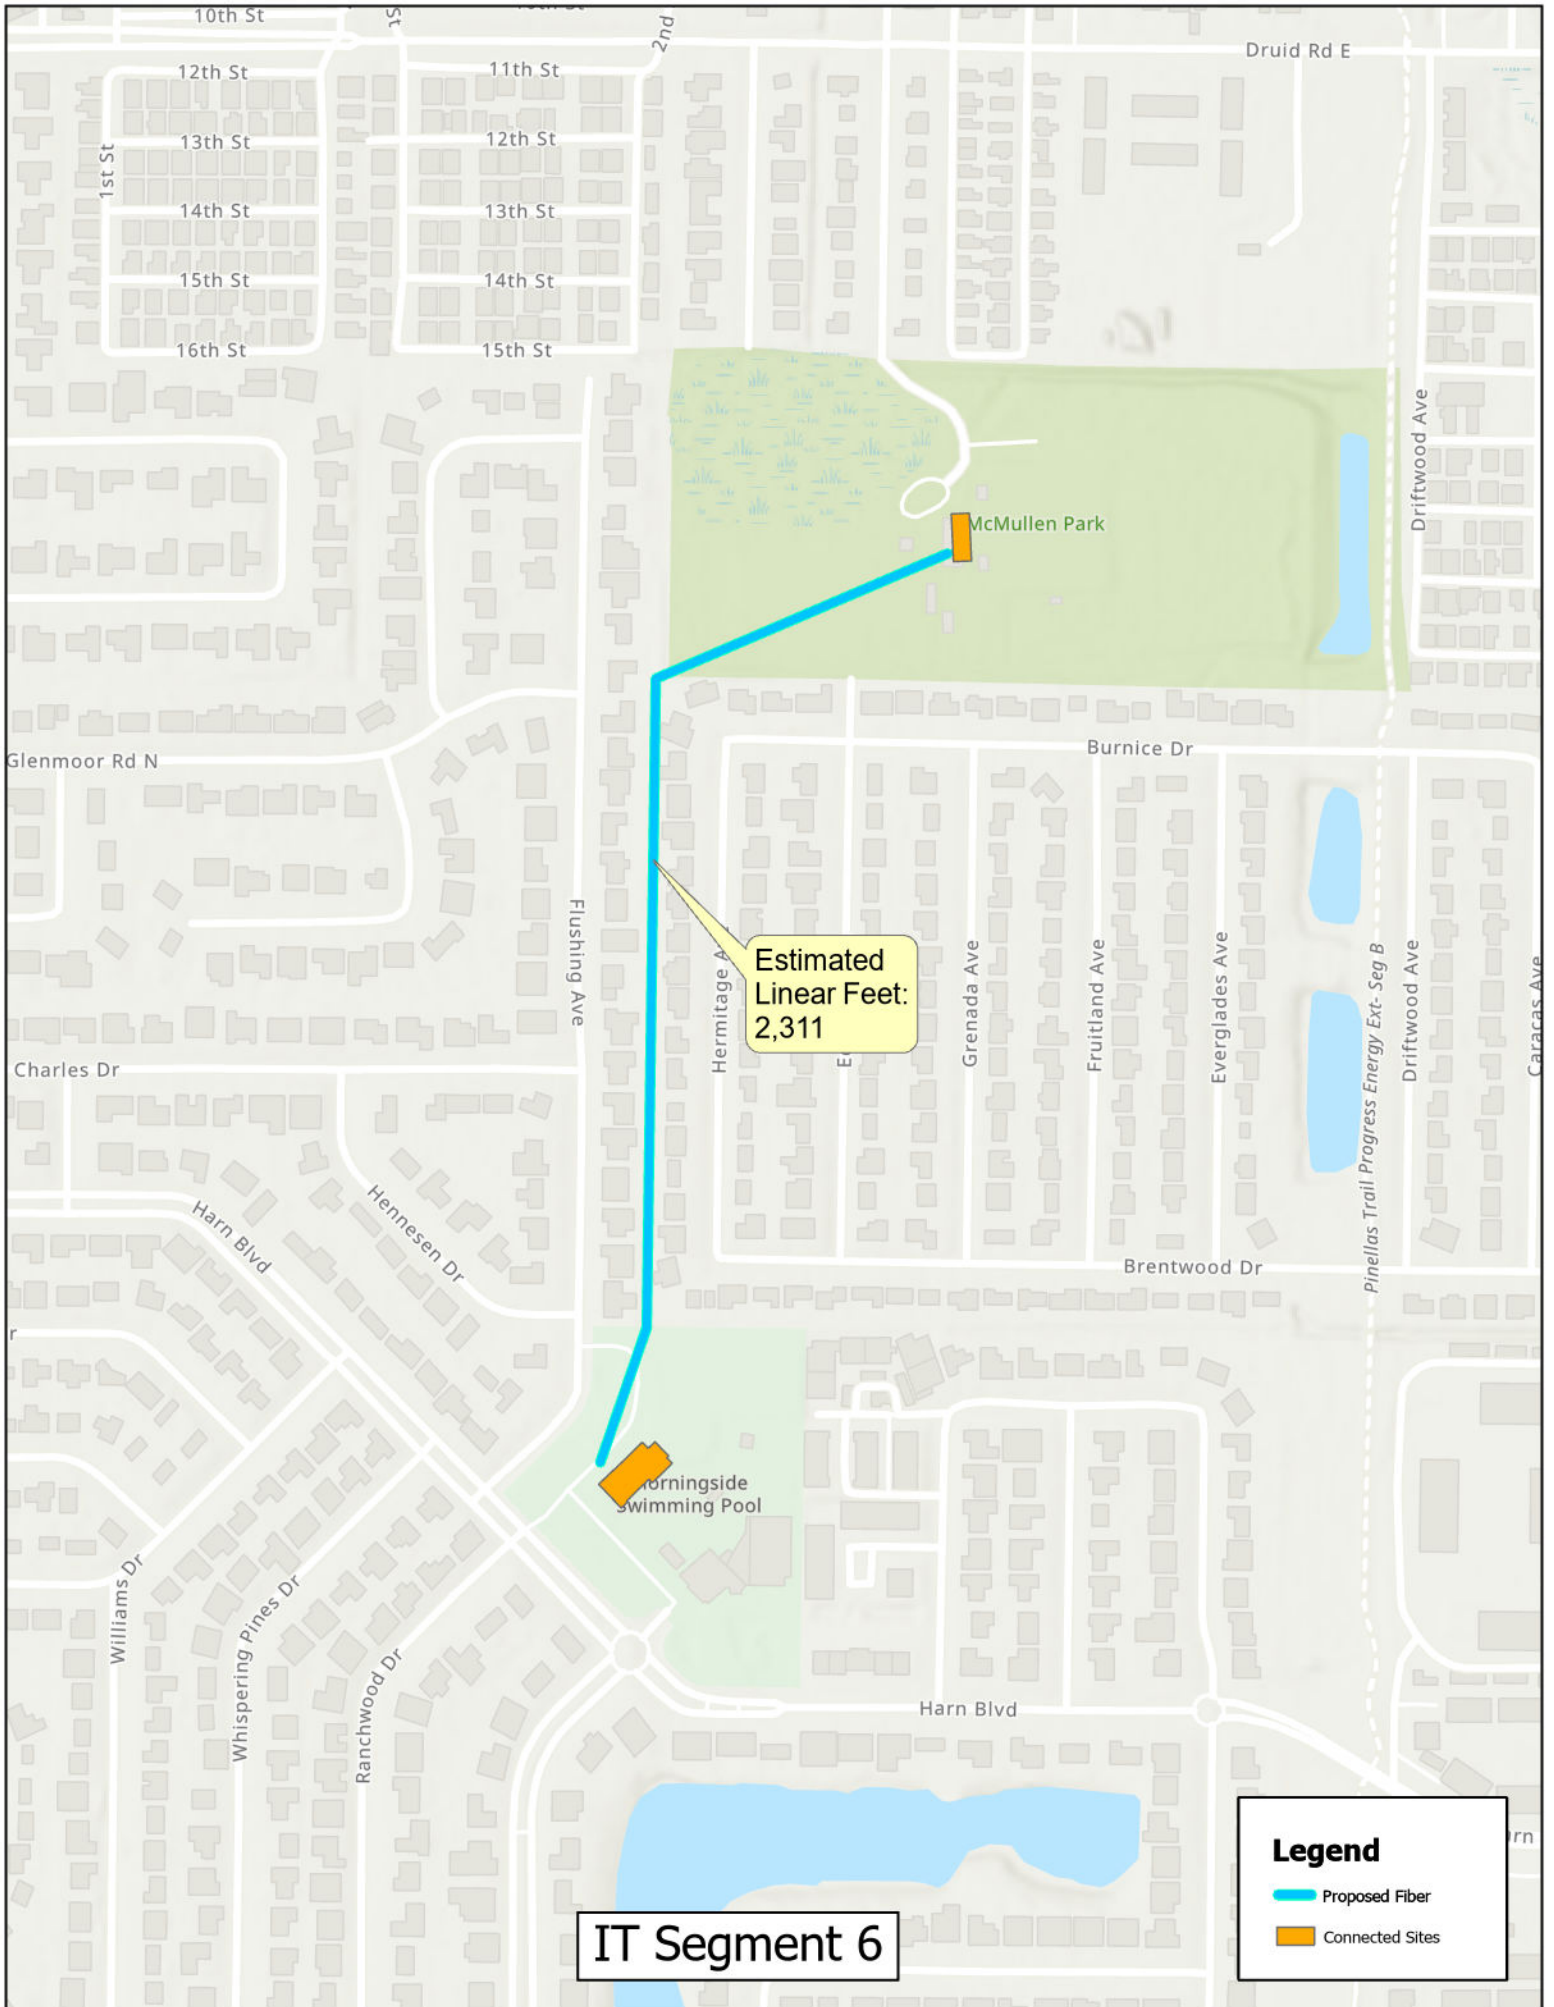 10th St
2nd
Druid Rd E
12th St
11th St
13th St
12th St
1st St
14th St
13th St
15th St
14th St
16th St
15th St
Driftwood Ave
McMullen Park
Burnice Dr
Glenmoor Rd N
Flushing Ave
Estimated
Linear Feet:
2,311
Hermitage
Grenada Ave
Fruitland Ave
Everglades Ave
Pinellas Trail Progress Energy Ext- Seg B
Driftwood Ave
Caracas Ave
Charles Dr
Harn Blvd
Hennesen Dr
Brentwood Dr
orningside
Swimming Pool
Williams Dr
Whispering Pines Dr
Ranchwood Dr
Harn Blvd
Legend
Proposed Fiber
Connected Sites
IT Segment 6